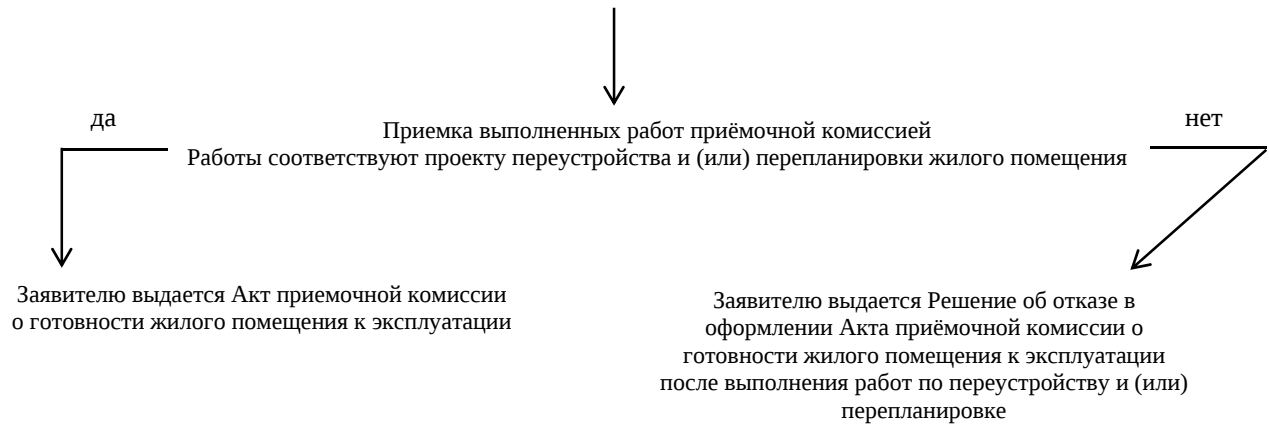 да
нет
Приемка выполненных работ приёмочной комиссией
Работы соответствуют проекту переустройства и (или) перепланировки жилого помещения
Заявителю выдается Акт приемочной комиссии
о готовности жилого помещения к эксплуатации
Заявителю выдается Решение об отказе в
оформлении Акта приёмочной комиссии о
готовности жилого помещения к эксплуатации
после выполнения работ по переустройству и (или)
перепланировке